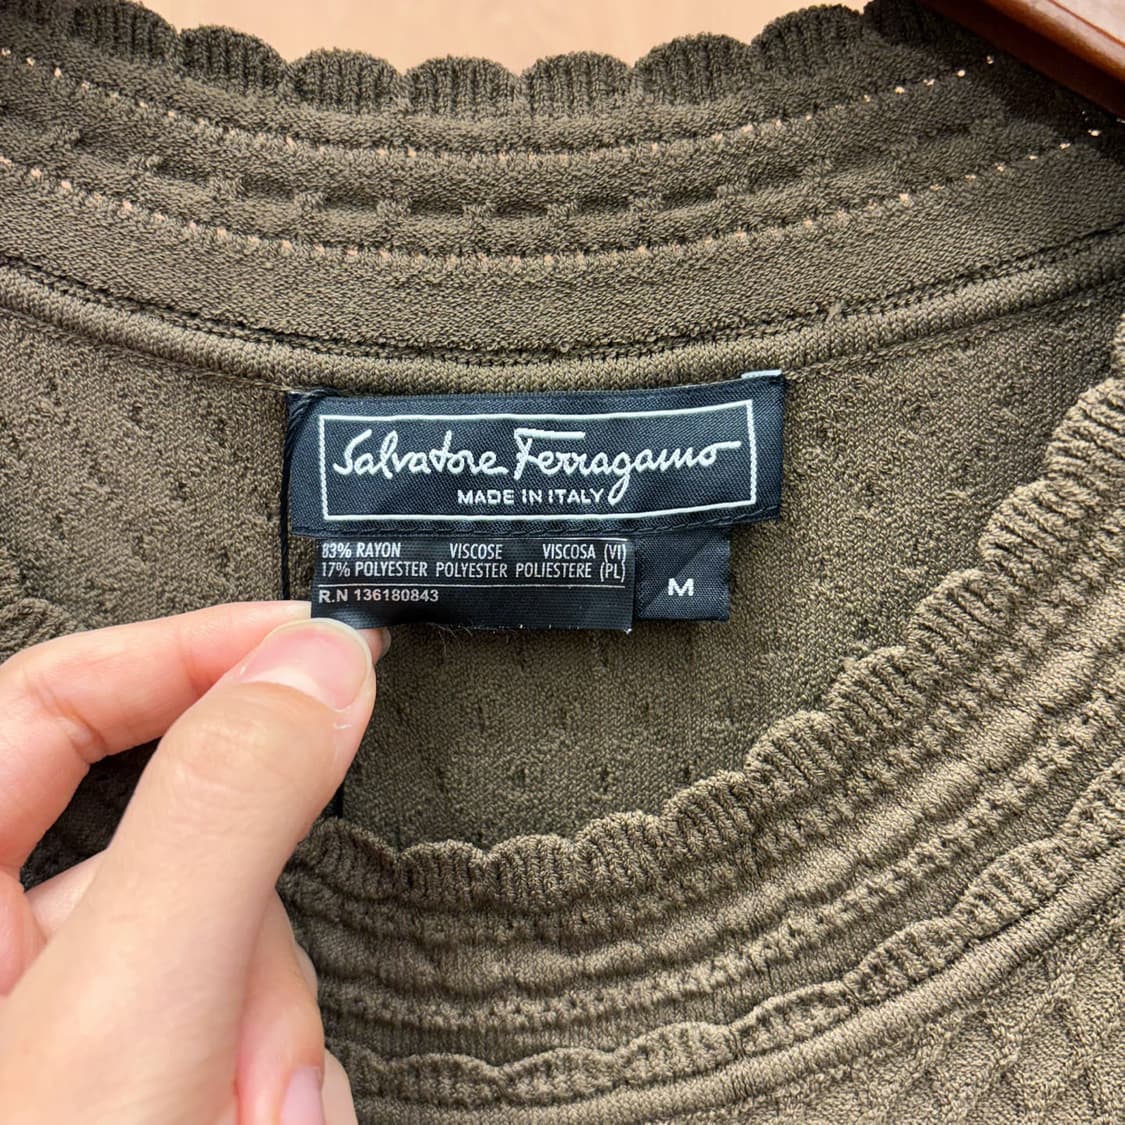 Salvatore Ferragamo
MADE IN ITALY
83% RAYON VISCOSE VISCOSA (VI)
17% POLYESTER POLYESTER POLIESTERE (PL)
R.N 136180843
M